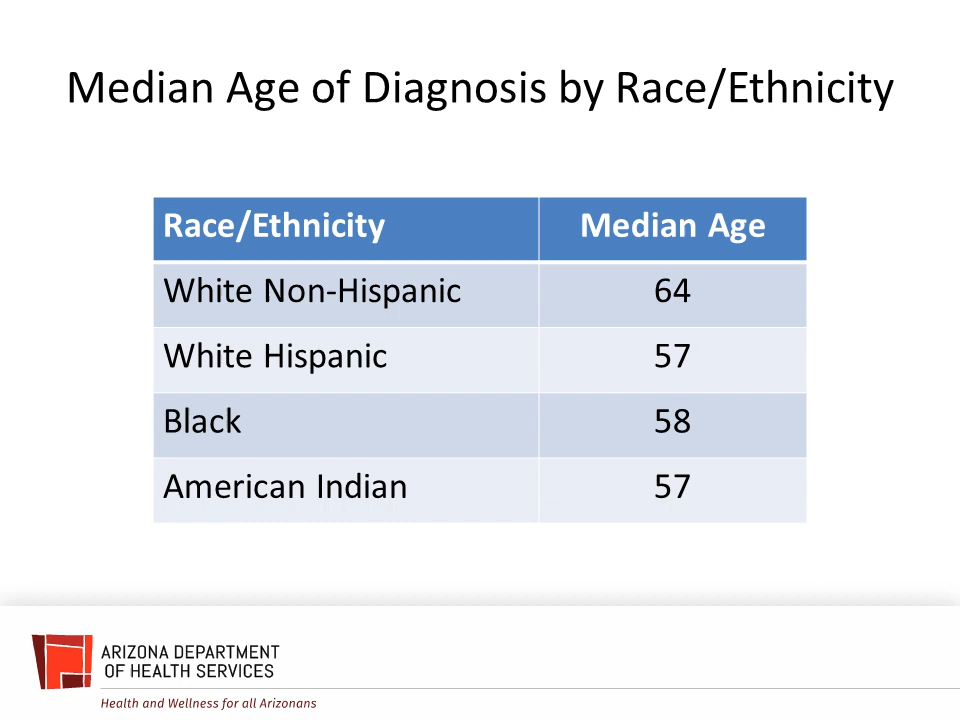 Median Age of Diagnosis by Race/Ethnicity
Race/Ethnicity Median Age
White Non-Hispanic 64
White Hispanic 57
Black 58
American Indian 57
ARIZONA DEPARTMENT
OF HEALTH SERVICES
Health and Wellness for all Arizonans